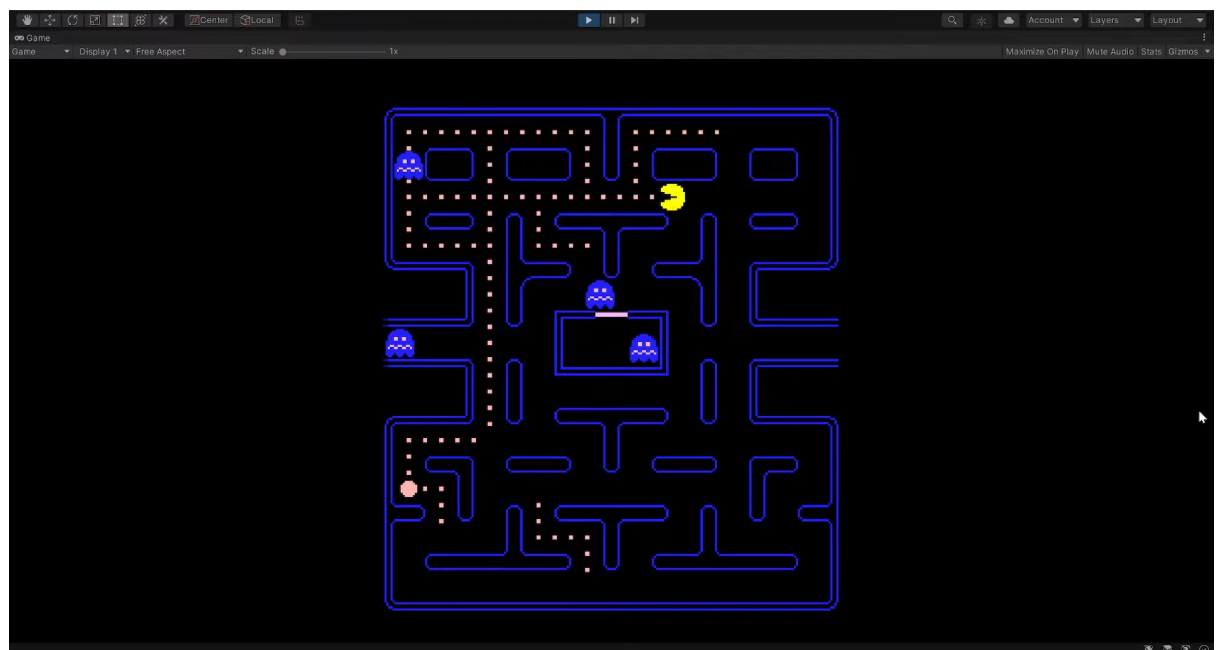 Center Local Account Layers Layout
Game
Game Display 1 Free Aspect Scale 1x Maximize On Play Mute Audio Stats Gizmos